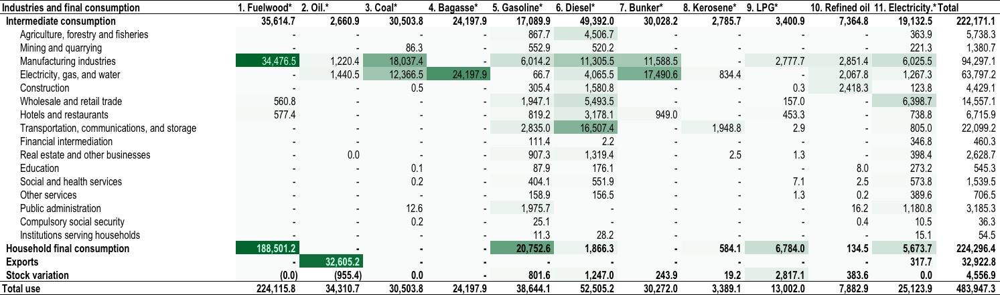 Industries and final consumption 1. Fuelwood* 2. Oil.* 3. Coal* 4. Bagasse* 5. Gasoline* 6. Diesel* 7. Bunker* 8. Kerosene* 9. LPG* 10. Refined oil 11. Electricity.* Total
Intermediate consumption 35,614.7 2,660.9 30,503.8 24,197.9 17,089.9 49,392.0 30,028.2 2,785.7 3,400.9 7,364.8 19,132.5 222,171.1
Agriculture, forestry and fisheries - - - - 867.7 4,506.7 - - - - 363.9 5,738.3
Mining and quarrying - - 86.3 - 552.9 520.2 - - - - 221.3 1,380.7
Manufacturing industries 34,476.5 1,220.4 18,037.4 - 6,014.2 11,305.5 11,588.5 - 2,777.7 2,851.4 6,025.5 94,297.1
Electricity, gas, and water - 1,440.5 12,366.5 24,197.9 66.7 4,065.5 17,490.6 834.4 - 2,067.8 1,267.3 63,797.2
Construction - - 0.5 - 305.4 1,580.8 - - 0.3 2,418.3 123.8 4,429.1
Wholesale and retail trade 560.8 - - - 1,947.1 5,493.5 - - 157.0 - 6,398.7 14,557.1
Hotels and restaurants 577.4 - - - 819.2 3,178.1 949.0 - 453.3 - 738.8 6,715.9
Transportation, communications, and storage - - - - 2,835.0 16,507.4 - 1,948.8 2.9 - 805.0 22,099.2
Financial intermediation - - - - 111.4 2.2 - - - - 346.8 460.3
Real estate and other businesses - 0.0 - - 907.3 1,319.4 - 2.5 1.3 - 398.4 2,628.7
Education - - 0.1 - 87.9 176.1 - - - 8.0 273.2 545.3
Social and health services - - 0.2 - 404.1 551.9 - - 7.1 2.5 573.8 1,539.5
Other services - - - - 158.9 156.5 - - 1.3 0.2 389.6 706.5
Public administration - - 12.6 - 1,975.7 - - - - 16.2 1,180.8 3,185.3
Compulsory social security - - 0.2 - 25.1 - - - - 0.4 10.5 36.3
Institutions serving households - - - - 11.3 28.2 - - - - 15.1 54.5
Household final consumption 188,501.2 - - - 20,752.6 1,866.3 - 584.1 6,784.0 134.5 5,673.7 224,296.4
Exports - 32,605.2 - - - - - - - - 317.7 32,922.8
Stock variation (0.0) (955.4) 0.0 - 801.6 1,247.0 243.9 19.2 2,817.1 383.6 0.0 4,556.9
Total use 224,115.8 34,310.7 30,503.8 24,197.9 38,644.1 52,505.2 30,272.0 3,389.1 13,002.0 7,882.9 25,123.9 483,947.3